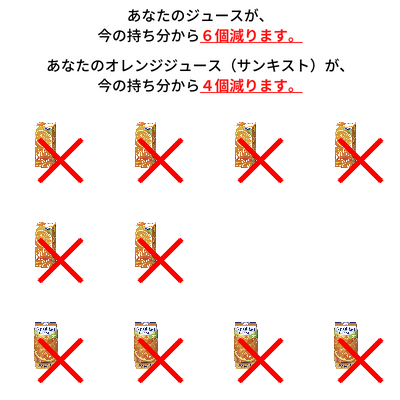 あなたのジュースが、
今の持ち分から６個減ります。
あなたのオレンジジュース（サンキスト）が、
今の持ち分から４個減ります。